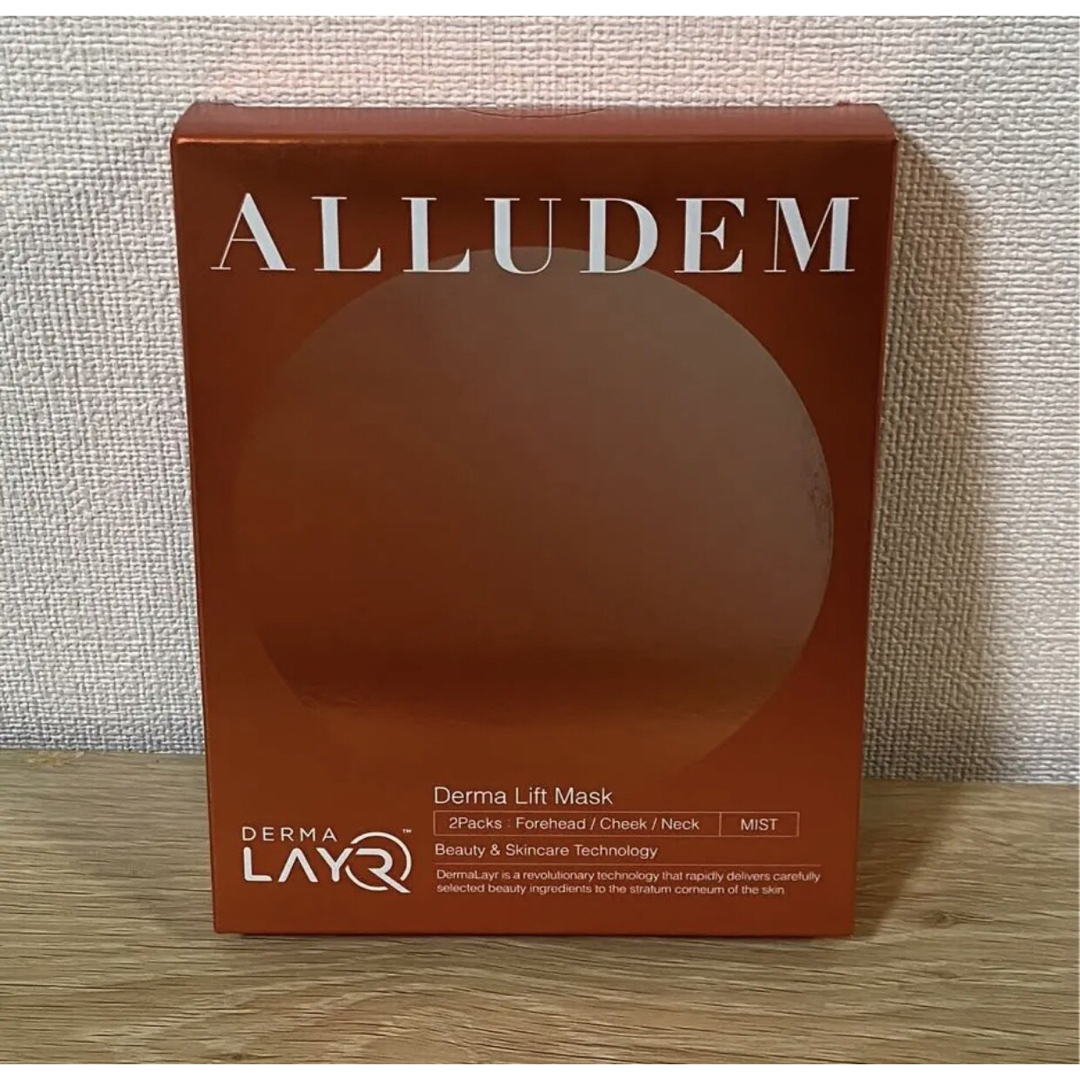 ALLUDEM
Derma Lift Mask
2Packs : Forehead / Cheek / Neck MIST
Beauty & Skincare Technology
DermaLayr is a revolutionary technology that rapidly delivers carefully
selected beauty ingredients to the stratum corneum of the skin
DERMA
LAYR™